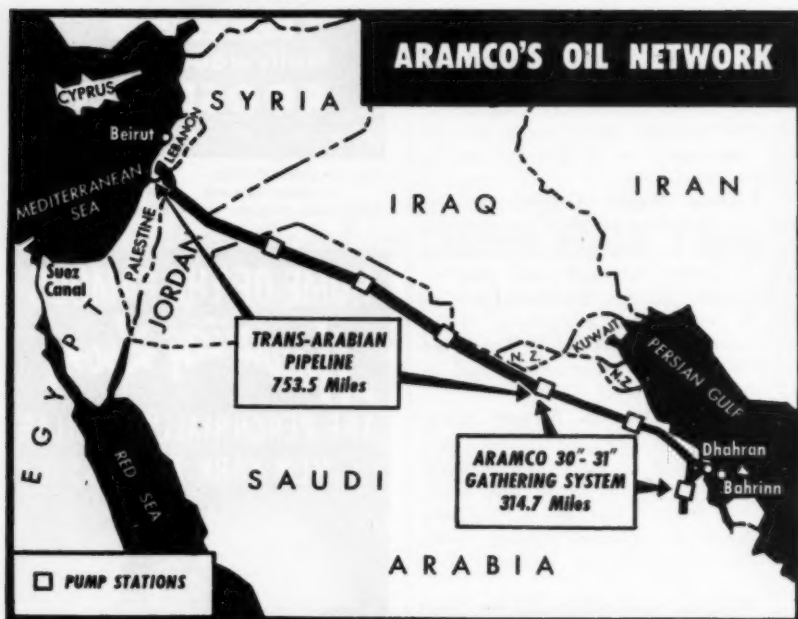 ARAMCO'S OIL NETWORK
CYPRUS
SYRIA
Beirut
LEBANON
MEDITERRANEAN
SEA
IRAQ
IRAN
PALESTINE
JORDAN
Suez
Canal
EGYPT
TRANS-ARABIAN
PIPELINE
753.5 Miles
N. Z.
KUWAIT
N.Z.
PERSIAN GULF
RED SEA
SAUDI
ARAMCO 30"- 31"
GATHERING SYSTEM
314.7 Miles
Dhahran
Bahrinn
ARABIA
PUMP STATIONS